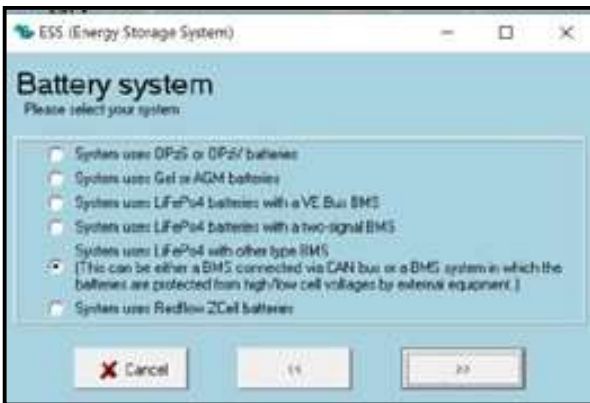 ESS (Energy Storage System)
Battery system
Please select your system
System uses OPzS or OPzV batteries
System uses Gel or AGM batteries
System uses LiFePo4 batteries with a VE.Bus BMS
System uses LiFePo4 batteries with a two-signal BMS
System uses LiFePo4 with other type BMS
(This can be either a BMS connected via CAN bus or a BMS system in which the
batteries are protected from high/low cell voltages by external equipment.)
System uses Redflow ZCell batteries
Cancel
<<
>>